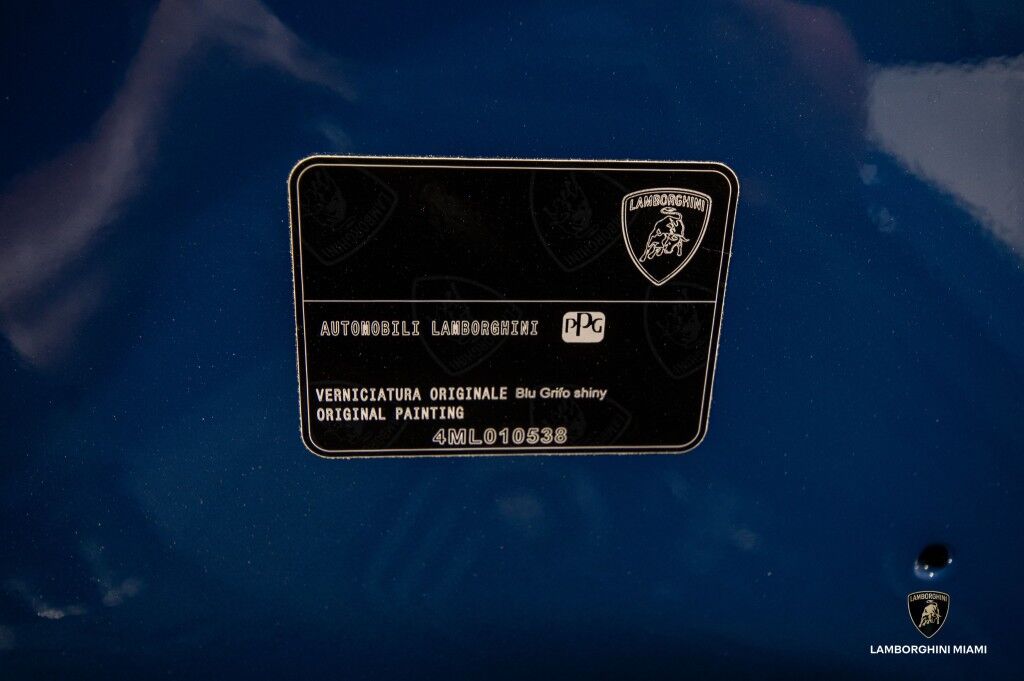 LAMBORGHINI
AUTOMOBILI LAMBORGHINI PPG
VERNICIATURA ORIGINALE Blu Grifo shiny
ORIGINAL PAINTING
4ML010538
LAMBORGHINI
LAMBORGHINI MIAMI